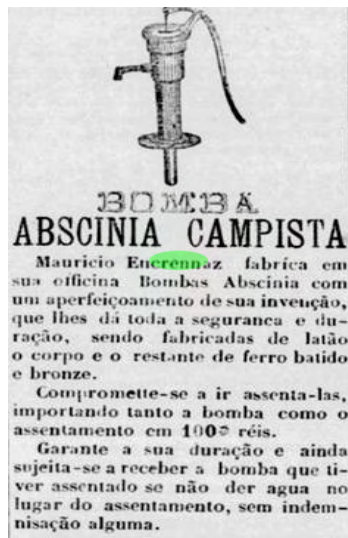 BOMBA
ABSCINIA CAMPISTA
Mauricio Encrennaz fabríca em
sua officina Bombas Abscinia com
um aperfeiçoamento de sua invenção,
que lhes dá toda a seguranca e du-
ração, sendo fabricadas de latão
o corpo e o restante de ferro batido
e bronze.
Compromette-se a ir assenta-las,
importando tanto a bomba como o
assentamento em réis.
Garante a sua duração e ainda
sujeita-se a receber a bomba que ti-
ver assentado se não der agua no
lugar do assentamento, sem indem-
nisação alguma.